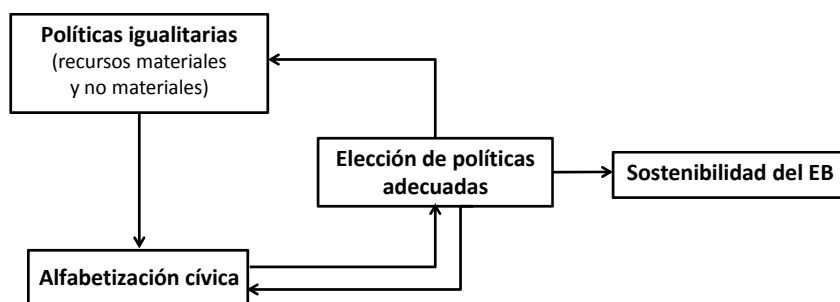 Políticas igualitarias
(recursos materiales
y no materiales)
Elección de políticas
adecuadas
Sostenibilidad del EB
Alfabetización cívica